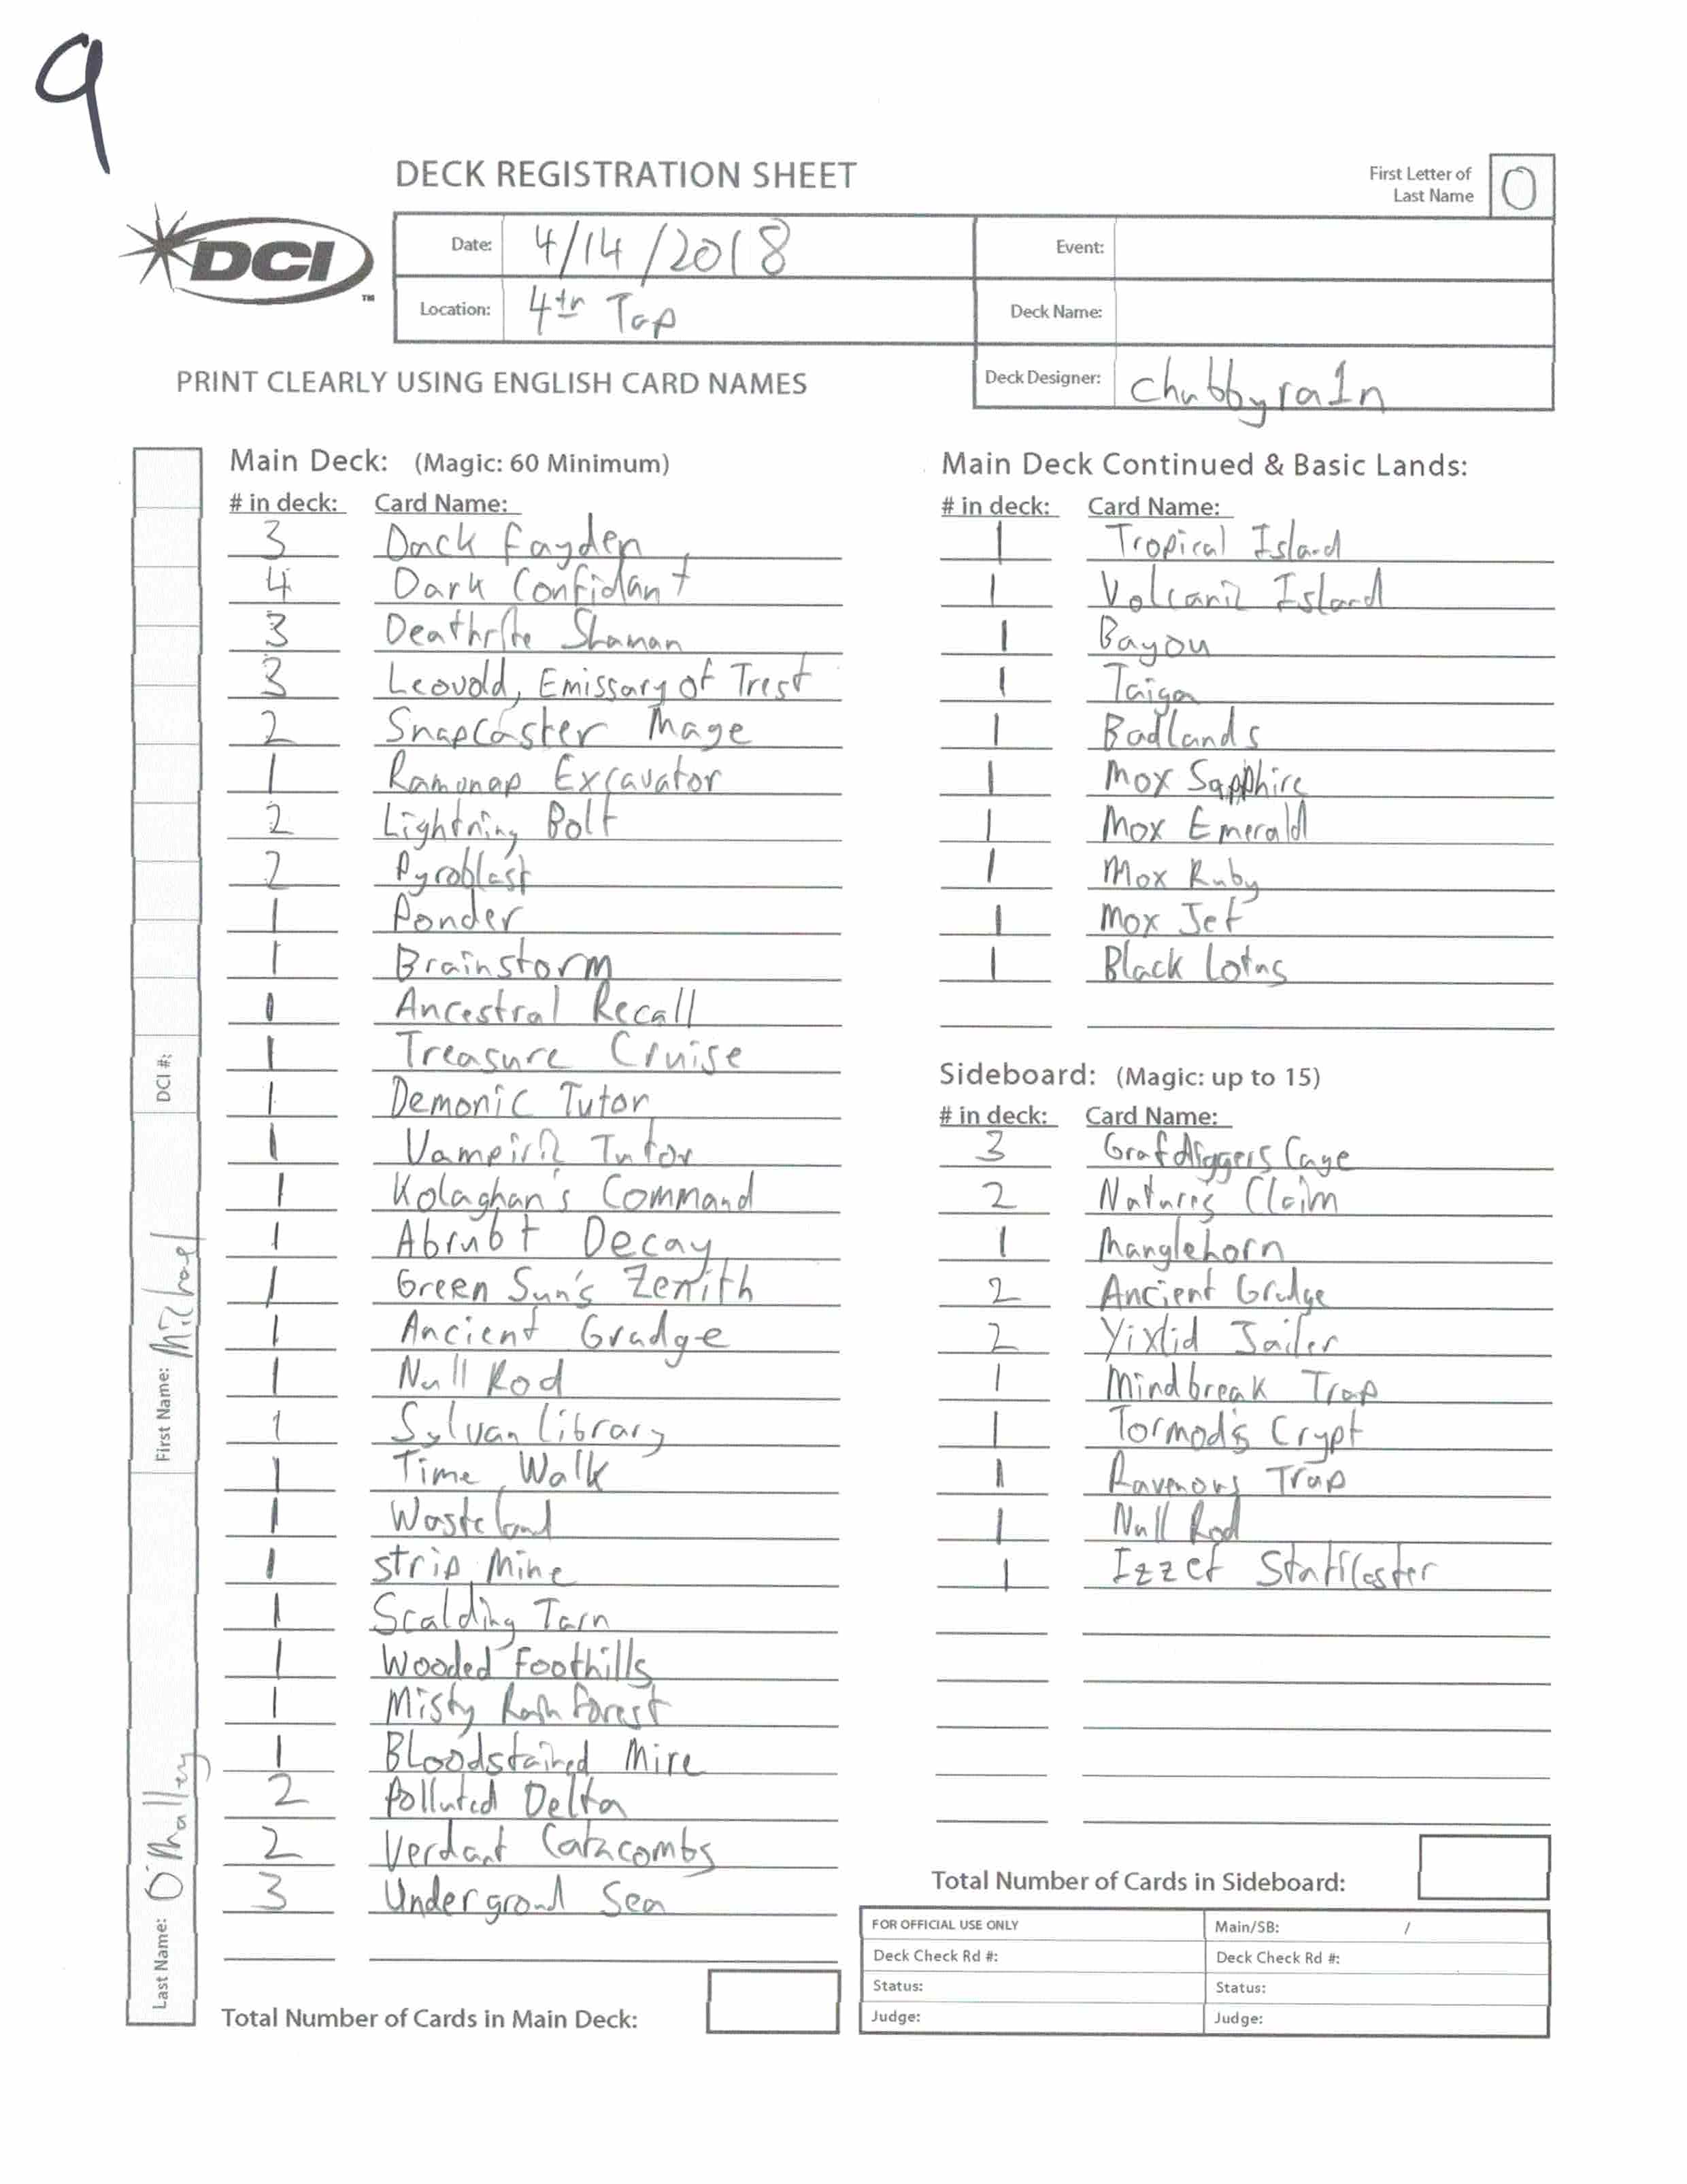 9
DECK REGISTRATION SHEET
First Letter of
Last Name
O
DCI
TM
Date: 4/14/2018
Event:
Location: 4th Tap
Deck Name:
PRINT CLEARLY USING ENGLISH CARD NAMES
Deck Designer: Chubbyra1n
DCI #:
First Name: Michael
Last Name: O'Malley
Main Deck: (Magic: 60 Minimum)
# in deck: Card Name:
3 Dack Fayden
4 Dark Confidant
3 Deathrite Shaman
3 Leovold, Emissary of Trest
2 Snapcaster Mage
1 Ramunap Excavator
2 Lightning Bolt
2 Pyroblast
1 Ponder
1 Brainstorm
1 Ancestral Recall
1 Treasure Cruise
1 Demonic Tutor
1 Vampiric Tutor
1 Kolaghan's Command
1 Abrubt Decay
1 Green Sun's Zenith
1 Ancient Grudge
1 Null Rod
1 Sylvan Library
1 Time Walk
1 Wasteland
1 Strip Mine
1 Scalding Tarn
1 Wooded Foothills
1 Misty Rainforest
1 Bloodstained Mire
2 Polluted Delta
2 Verdant Catacombs
3 Underground Sea
Total Number of Cards in Main Deck:
Main Deck Continued & Basic Lands:
# in deck: Card Name:
1 Tropical Island
1 Volcanic Island
1 Bayou
1 Taiga
1 Badlands
1 Mox Sapphire
1 Mox Emerald
1 Mox Ruby
1 Mox Jet
1 Black Lotus
Sideboard: (Magic: up to 15)
# in deck: Card Name:
3 Grafdiggers Cage
2 Natures Claim
1 Manglehorn
2 Ancient Grudge
2 Yixlid Jailer
1 Mindbreak Trap
1 Tormod's Crypt
1 Ravenous Trap
1 Null Rod
1 Izzet Staticaster
Total Number of Cards in Sideboard:
FOR OFFICIAL USE ONLY
Main/SB: /
Deck Check Rd #:
Deck Check Rd #:
Status:
Status:
Judge:
Judge: